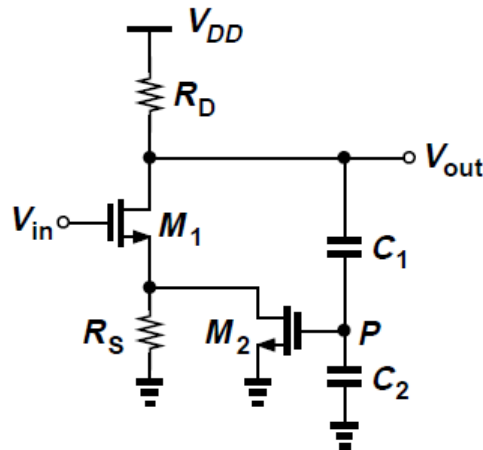 V_DD
R_D
V_out
V_in
M_1
C_1
R_S
M_2
P
C_2